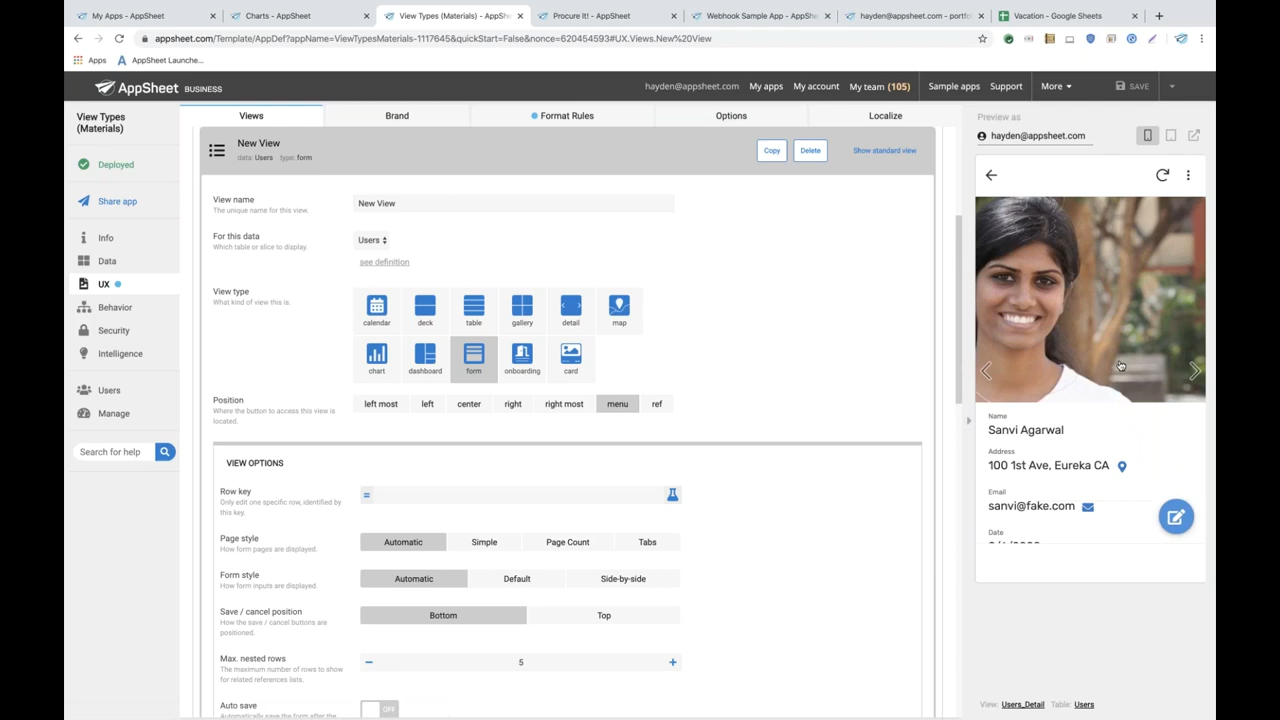 My Apps - AppSheet
Charts - AppSheet
View Types (Materials) - AppShe
Procure It! - AppSheet
Webhook Sample App - AppShe
hayden@appsheet.com - portfo
Vacation - Google Sheets
appsheet.com/Template/AppDef?appName=ViewTypesMaterials-1117645&quickStart=False&nonce=620454593#UX.Views.New%20View
Apps
AppSheet Launche...
AppSheet BUSINESS
hayden@appsheet.com
My apps
My account
My team (105)
Sample apps
Support
More
SAVE
View Types
(Materials)
Deployed
Share app
Info
Data
UX
Behavior
Security
Intelligence
Users
Manage
Search for help
Views
Brand
Format Rules
Options
Localize
New View
data: Users type: form
Copy
Delete
Show standard view
View name
The unique name for this view.
New View
For this data
Which table or slice to display.
Users
see definition
View type
What kind of view this is.
calendar
deck
table
gallery
detail
map
chart
dashboard
form
onboarding
card
Position
Where the button to access this view is
located.
left most
left
center
right
right most
menu
ref
VIEW OPTIONS
Row key
Only edit one specific row, identified by
this key.
=
Page style
How form pages are displayed.
Automatic
Simple
Page Count
Tabs
Form style
How form inputs are displayed.
Automatic
Default
Side-by-side
Save / cancel position
How the save / cancel buttons are
positioned.
Bottom
Top
Max. nested rows
The maximum number of rows to show
for related references lists.
5
Auto save
Automatically save the form after the
OFF
Preview as
hayden@appsheet.com
Name
Sanvi Agarwal
Address
100 1st Ave, Eureka CA
Email
sanvi@fake.com
Date
View: Users_Detail Table: Users